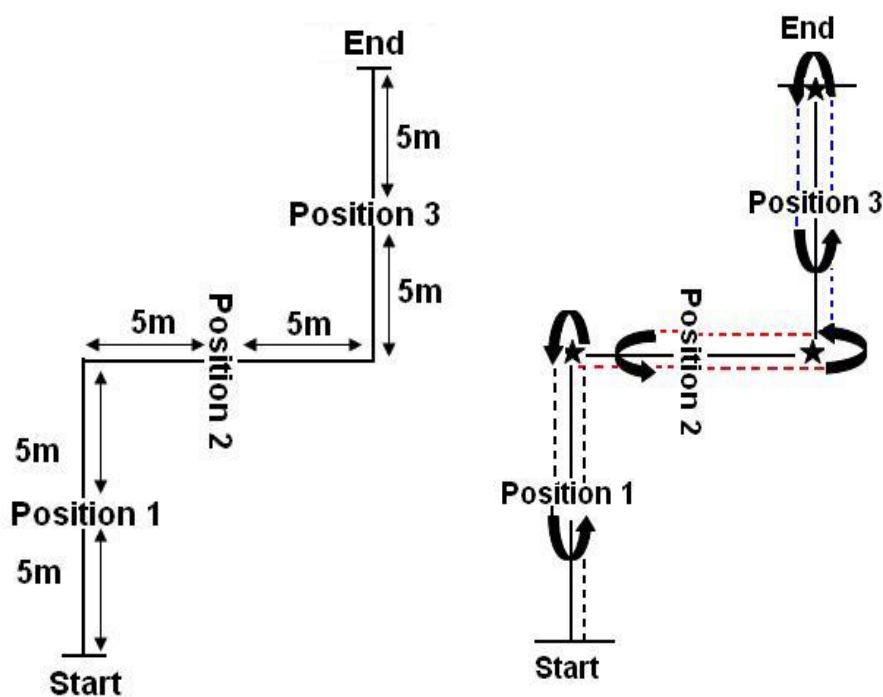 End
5m
Position 3
5m
5m
5m
Position 2
5m
Position 1
5m
Start
End
Position 3
Position 2
Position 1
Start